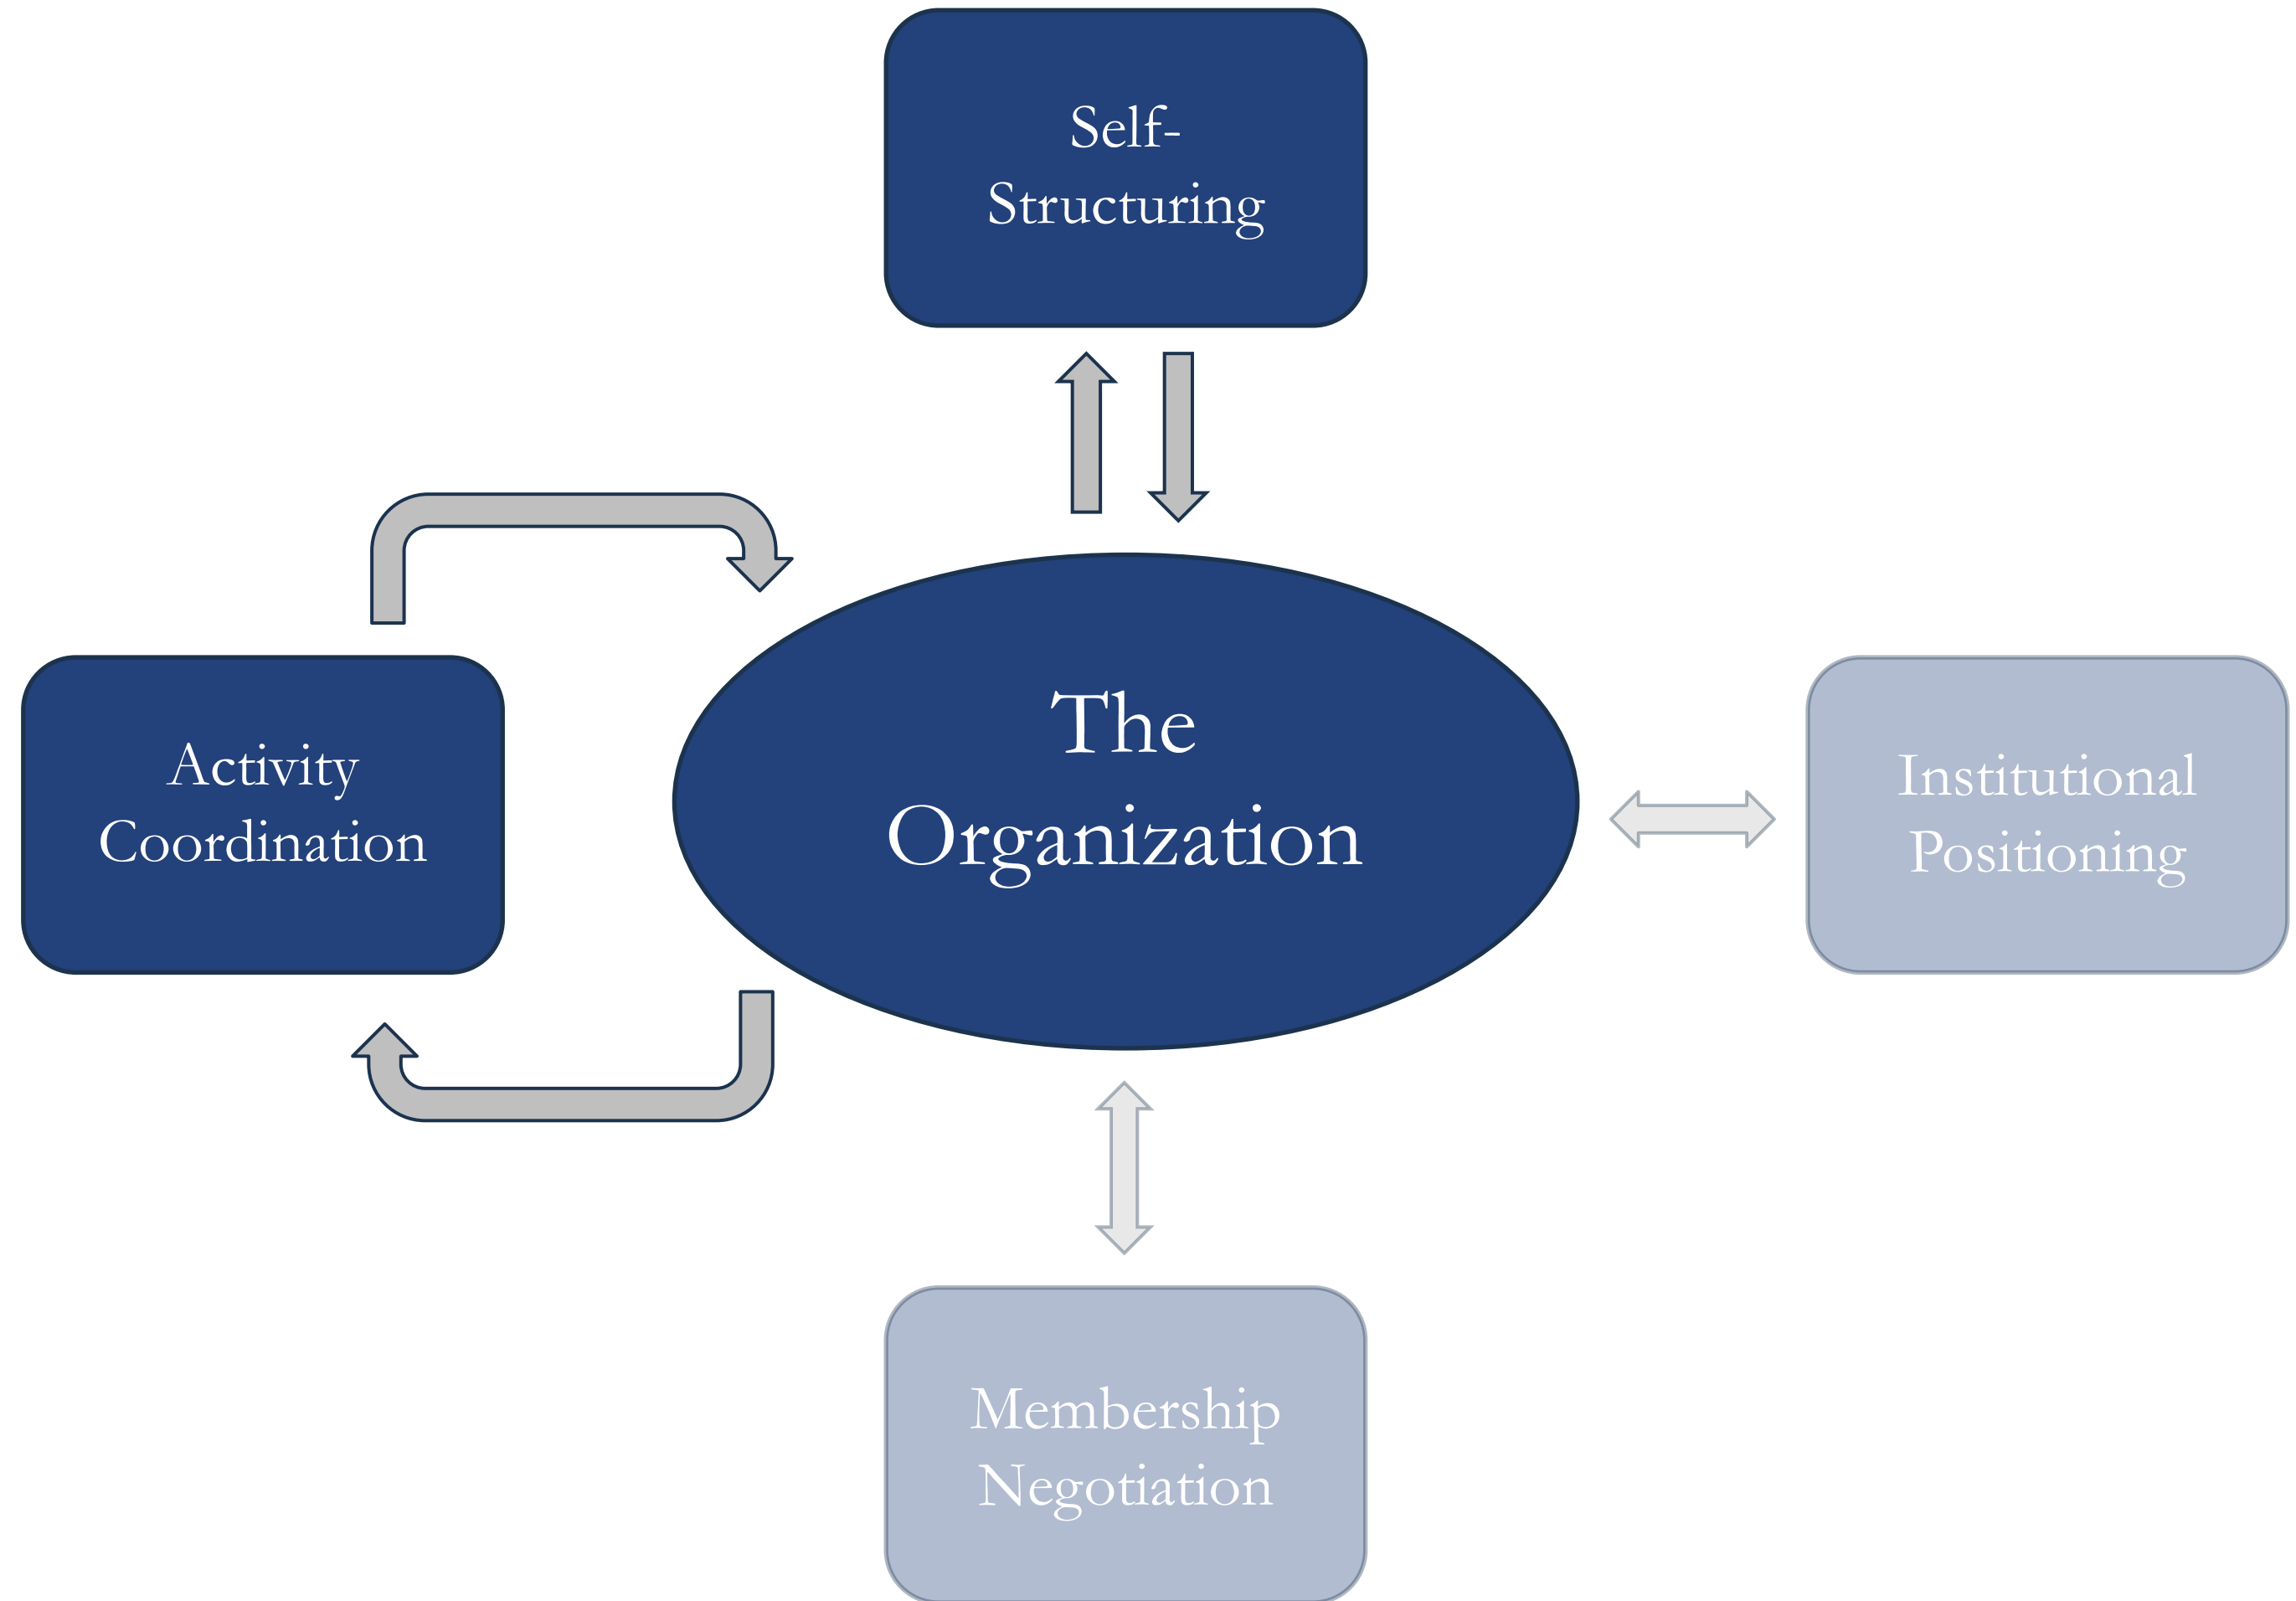 Self-
Structuring
Activity
Coordination
The
Organization
Institutional
Positioning
Membership
Negotiation